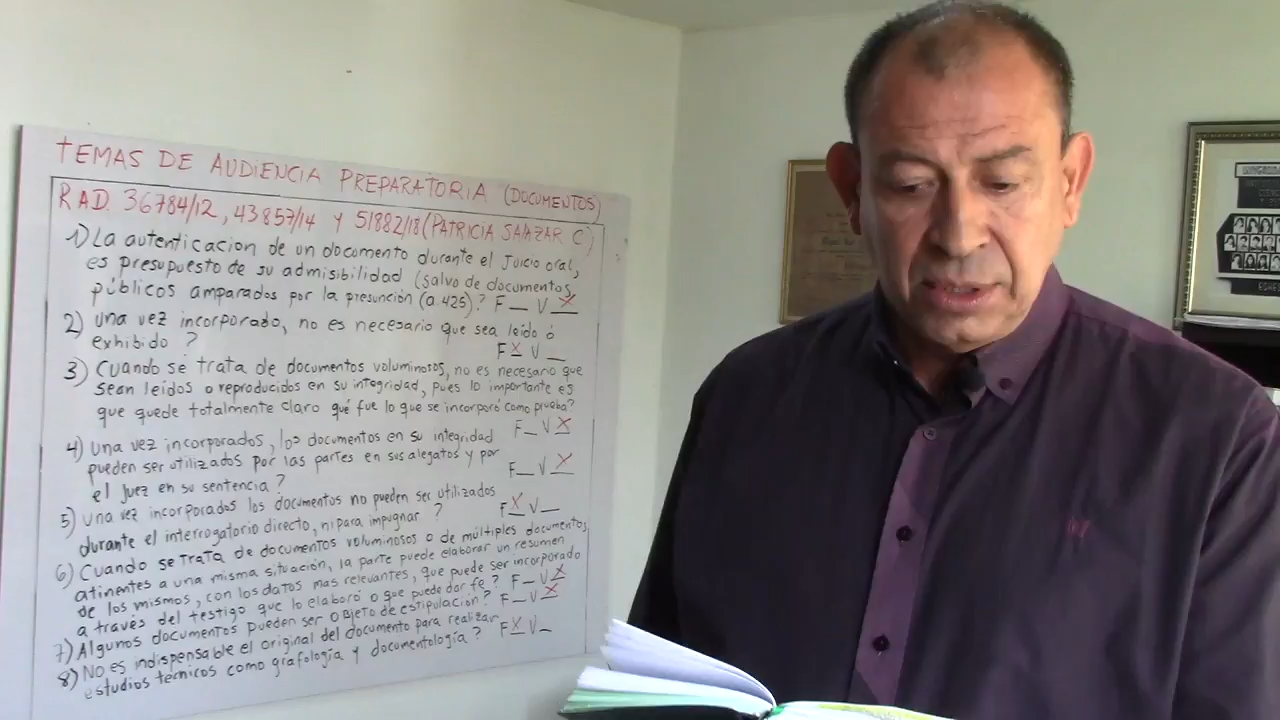 TEMAS DE AUDIENCIA PREPARATORIA (DOCUMENTOS)
RAD. 36784/12, 43857/14 Y 51882/18 (PATRICIA SALAZAR C)
1) La autenticacion de un documento durante el Juicio oral,
es presupuesto de su admisibilidad (salvo de documentos
públicos amparados por la presunción (a.425)? F __ V X
2) Una vez incorporado, no es necesario que sea leído ó
exhibido ? F X V __
3) Cuando se trata de documentos voluminosos, no es necesario que
sean leídos o reproducidos en su integridad, pues lo importante es
que quede totalmente claro qué fue lo que se incorporó como prueba?
F _ V X
4) Una vez incorporados, los documentos en su integridad
pueden ser utilizados por las partes en sus alegatos y por
el Juez en su sentencia ? F __ V X
5) Una vez incorporados los documentos no pueden ser utilizados
durante el interrogatorio directo, ni para impugnar ? F X V __
6) Cuando se trata de documentos voluminosos o de múltiples documentos
atinentes a una misma situación, la parte puede elaborar un resumen
de los mismos, con los datos mas relevantes, que puede ser incorporado
a través del testigo que lo elaboró o que puede dar fe? F _ V X
7) Algunos documentos pueden ser objeto de estipulación? F _ V X
8) No es indispensable el original del documento para realizar
estudios técnicos como grafología y documentología? F X V _